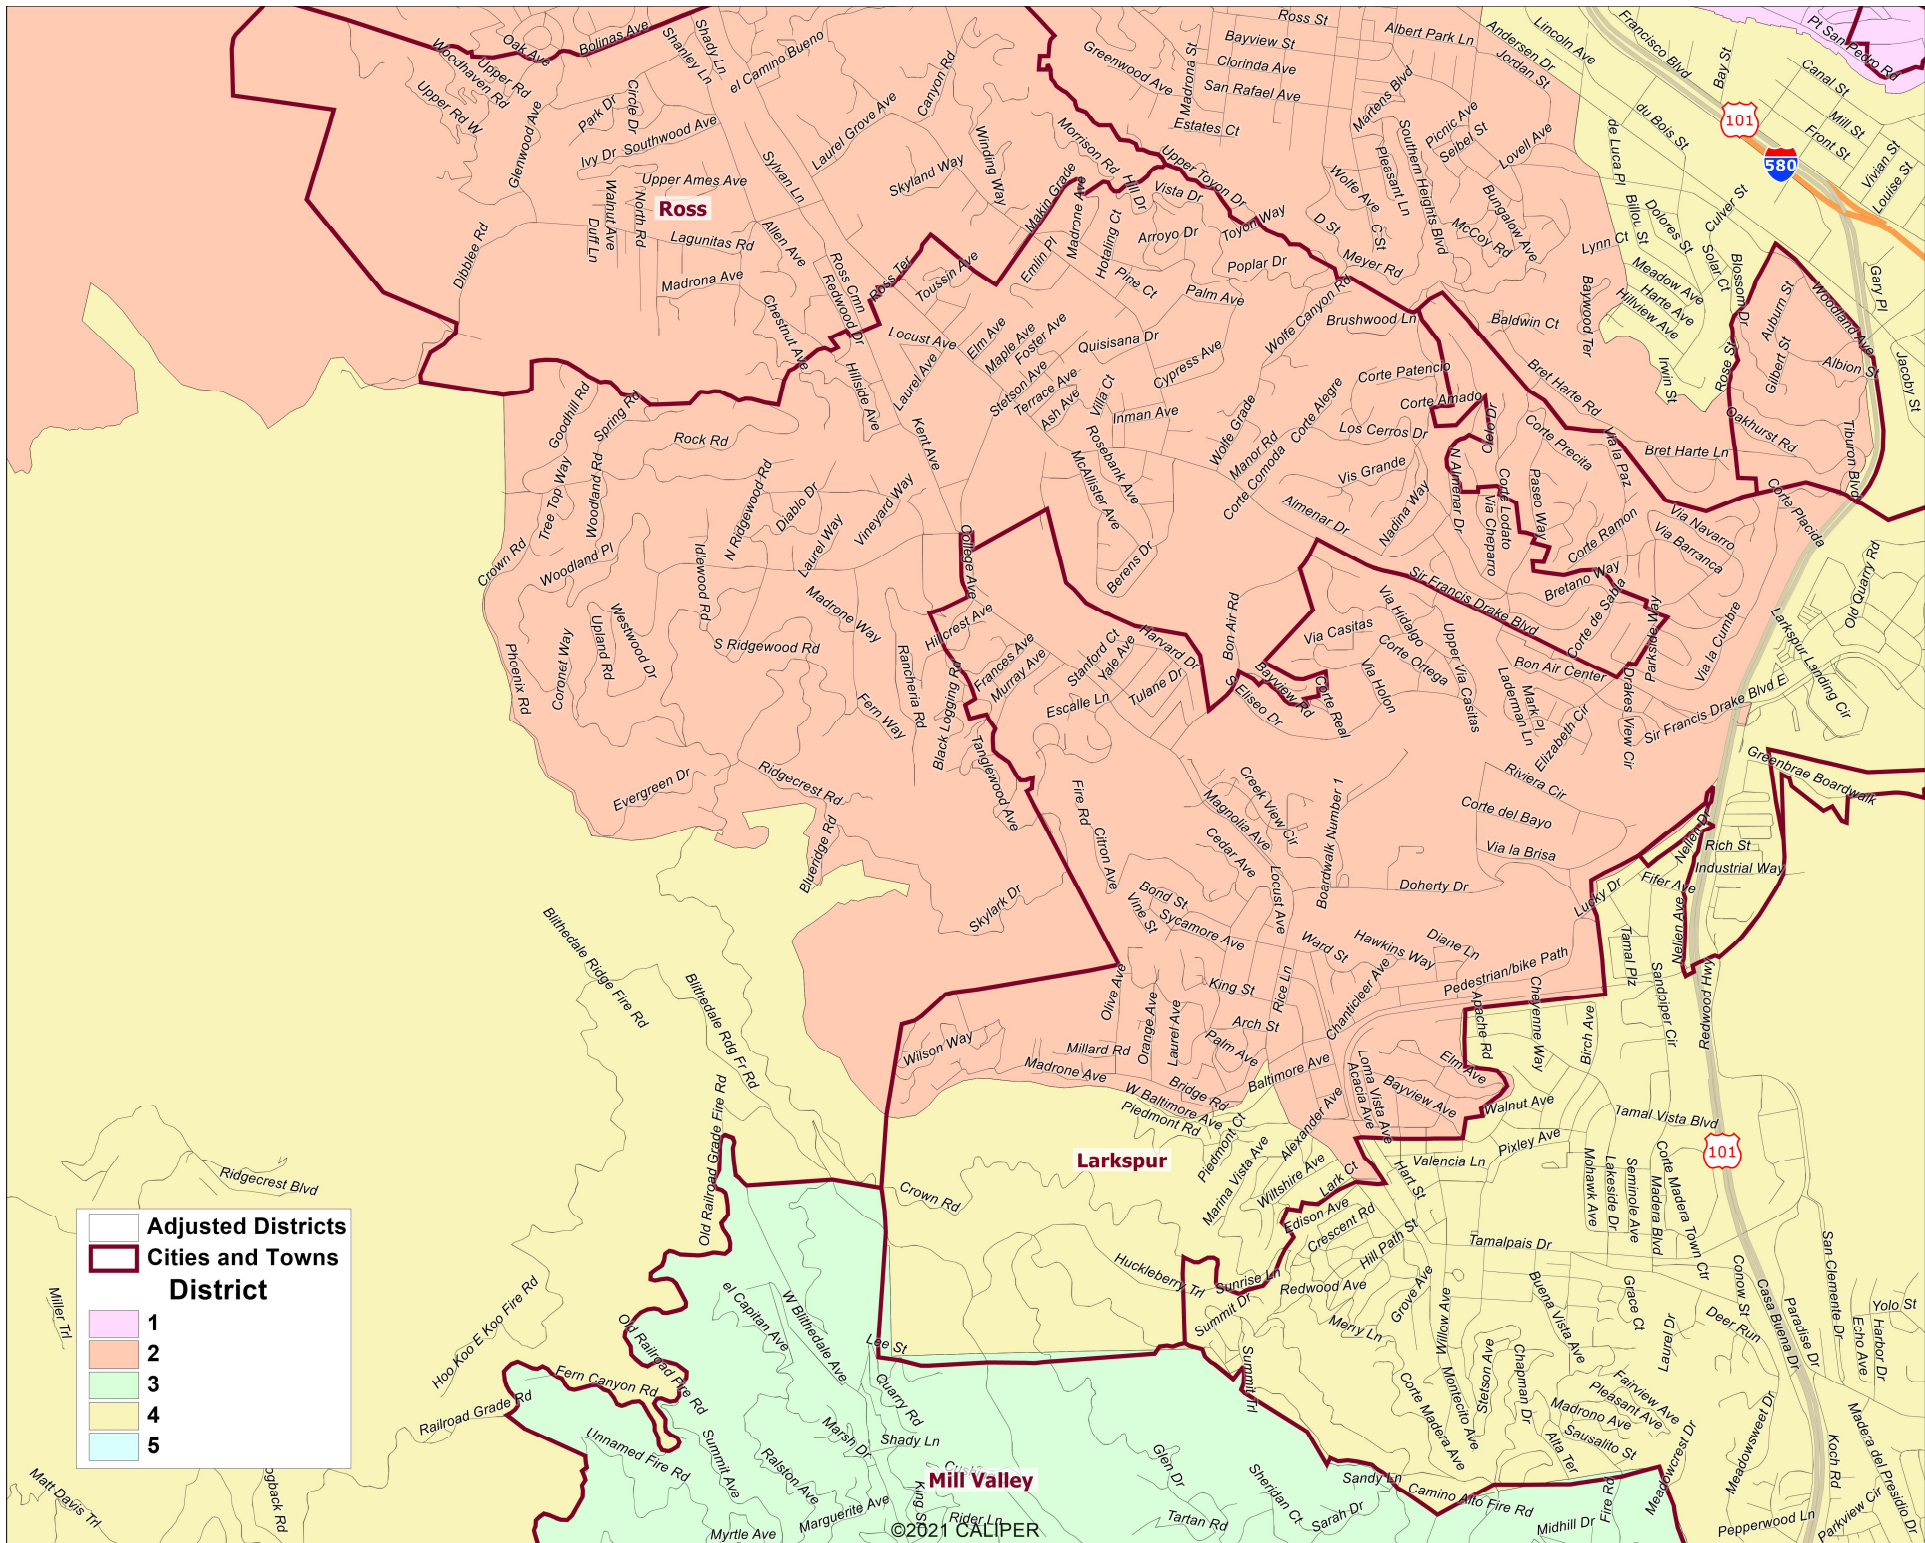 Ross St
Bayview St
Clorinda Ave
San Rafael Ave
Estates Ct
Madrona St
Greenwood Ave
Albert Park Ln
Andersen Dr
Jordan St
Lincoln Ave
Francisco Blvd
Bay St
Pt San Pedro Rd
Canal St
Mill St
Front St
Vivian St
Louise St
101
580
du Bois St
de Luca Pl
Billou St
Dolores St
Culver St
Solar Ct
Lynn Ct
Meadow Ave
Harte Ave
Hillview Ave
Blossom Dr
Baywood Ter
Irwin St
Rose St
Auburn St
Gilbert St
Woodland Ave
Albion St
Oakhurst Rd
Gary Pl
Jacoby St
Tiburon Blvd
Bret Harte Ln
Bret Harte Rd
Baldwin Ct
Martens Blvd
Picnic Ave
Seibel St
Lovell Ave
Southern Heights Blvd
Pleasant Ln
Wolfe Ave
C St
D St
Bungalow Ave
McCoy Rd
Meyer Rd
Oak Ave
Bolinas Ave
Woodhaven Rd
Upper Rd
Upper Rd W
Glenwood Ave
Shady Ln
Shanley Ln
el Camino Bueno
Circle Dr
Park Dr
Southwood Ave
Ivy Dr
Upper Ames Ave
Walnut Ave
North Rd
Duff Ln
Ross
Lagunitas Rd
Madrona Ave
Allen Ave
Sylvan Ln
Laurel Grove Ave
Canyon Rd
Winding Way
Skyland Way
Dibblee Rd
Chestnut Ave
Redwood Dr
Ross Cmn
Ross Ter
Toussin Ave
Morrison Rd
Makin Grade
Madrone Ave
Hill Dr
Upper Toyon Dr
Vista Dr
Toyon Way
Arroyo Dr
Hotaling Ct
Emlin Pl
Pine Ct
Poplar Dr
Palm Ave
Wolfe Canyon Rd
Brushwood Ln
Locust Ave
Elm Ave
Maple Ave
Foster Ave
Quisisana Dr
Cypress Ave
Stetson Ave
Terrace Ave
Ash Ave
Villa Ct
Inman Ave
Laurel Ave
Hillside Ave
Kent Ave
Rosebank Ave
McAllister Ave
Berens Dr
Wolfe Grade
Manor Rd
Corte Comoda
Corte Alegre
Corte Patencio
Corte Amado
Los Cerros Dr
Vis Grande
Almenar Dr
Nadina Way
N Almenar Dr
Corte Lodato
Via Cheparro
Corte Precita
Paseo Way
Via la Paz
Corte Ramon
Bretano Way
Corte de Saba
Parkside Way
Via Navarro
Via Barranca
Via la Cumbre
Corte Placida
Old Quarry Rd
Larkspur Landing Cir
Sir Francis Drake Blvd
Sir Francis Drake Blvd E
Goodhill Rd
Spring Rd
Rock Rd
Tree Top Way
Woodland Rd
Crown Rd
Woodland Pl
N Ridgewood Rd
Diablo Dr
Laurel Way
Vineyard Way
Idlewood Rd
Madrone Way
Westwood Dr
Upland Rd
Coronet Way
Phoenix Rd
S Ridgewood Rd
Rancheria Rd
Fern Way
Black Logging Rd
College Ave
Hillcrest Ave
Frances Ave
Murray Ave
Stanford Ct
Yale Ave
Harvard Dr
Tulane Dr
Escalle Ln
Tanglewood Ave
Evergreen Dr
Ridgecrest Rd
Blueridge Rd
Skylark Dr
Bon Air Rd
Bayview Rd
S Eliseo Dr
Corte Real
Via Casitas
Via Hidalgo
Corte Ortega
Via Holon
Upper Via Casitas
Bon Air Center
Laderman Ln
Mark Pl
Elizabeth Cir
Drakes View Cir
Riviera Cir
Corte del Bayo
Via la Brisa
Doherty Dr
Greenbrae Boardwalk
Nellen Dr
Rich St
Industrial Way
Fifer Ave
Lucky Dr
Nellen Ave
Tamal Plz
Sandpiper Cir
Redwood Hwy
Fire Rd
Citron Ave
Magnolia Ave
Creek View Cir
Cedar Ave
Boardwalk Number 1
Locust Ave
Bond St
Vine St
Sycamore Ave
Ward St
Hawkins Way
Diane Ln
Pedestrian/bike Path
King St
Rice Ln
Arch St
Chanticleer Ave
Olive Ave
Orange Ave
Laurel Ave
Palm Ave
Millard Rd
Madrone Ave
Wilson Way
Bridge Rd
W Baltimore Ave
Baltimore Ave
Piedmont Rd
Piedmont Ct
Loma Vista Ave
Acacia Ave
Bayview Ave
Elm Ave
Apache Rd
Cheyenne Way
Birch Ave
Walnut Ave
Pixley Ave
Tamal Vista Blvd
101
Valencia Ln
Hart St
Alexander Ave
Marina Vista Ave
Wiltshire Ave
Lark Ct
Edison Ave
Crescent Rd
Hill Path St
Larkspur
Crown Rd
Huckleberry Trl
Sunrise Ln
Redwood Ave
Summit Dr
Merry Ln
Grove Ave
Tamalpais Dr
Mohawk Ave
Lakeside Dr
Seminole Ave
Corte Madera Town Ctr
Madera Blvd
Willow Ave
Buena Vista Ave
Grace Ct
Laurel Dr
Deer Run
Conow St
Casa Buena Dr
Paradise Dr
San Clemente Dr
Yolo St
Echo Ave
Harbor Dr
Blithedale Ridge Fire Rd
Blithedale Rdg Fr Rd
Old Railroad Grade Fire Rd
Ridgecrest Blvd
Adjusted Districts
Cities and Towns
District
1
2
3
4
5
Miller Trl
Matt Davis Trl
Hoo Koo E Koo Fire Rd
Railroad Grade Rd
Fern Canyon Rd
Old Railroad Fire Rd
Unnamed Fire Rd
Summit Ava
el Capitan Ave
W Blithedale Ave
Lee St
Quarry Rd
Shady Ln
Marsh Dr
Ralston Ave
Marguerite Ave
Myrtle Ave
King St
Rider Ln
Mill Valley
©2021 CALIPER
Glen Dr
Tartan Rd
Sheridan Ct
Sarah Dr
Sandy Ln
Camino Alto Fire Rd
Summit Trl
Corte Madera Ave
Montecito Ave
Stetson Ave
Chapman Dr
Alta Ter
Fairview Ave
Pleasant Ave
Madrono Ave
Sausalito St
Midhill Dr
Fire Rd
Meadowcrest Dr
Meadowsweet Dr
Pepperwood Ln
Parkview Cir
Koch Rd
Madera del Presidio Dr